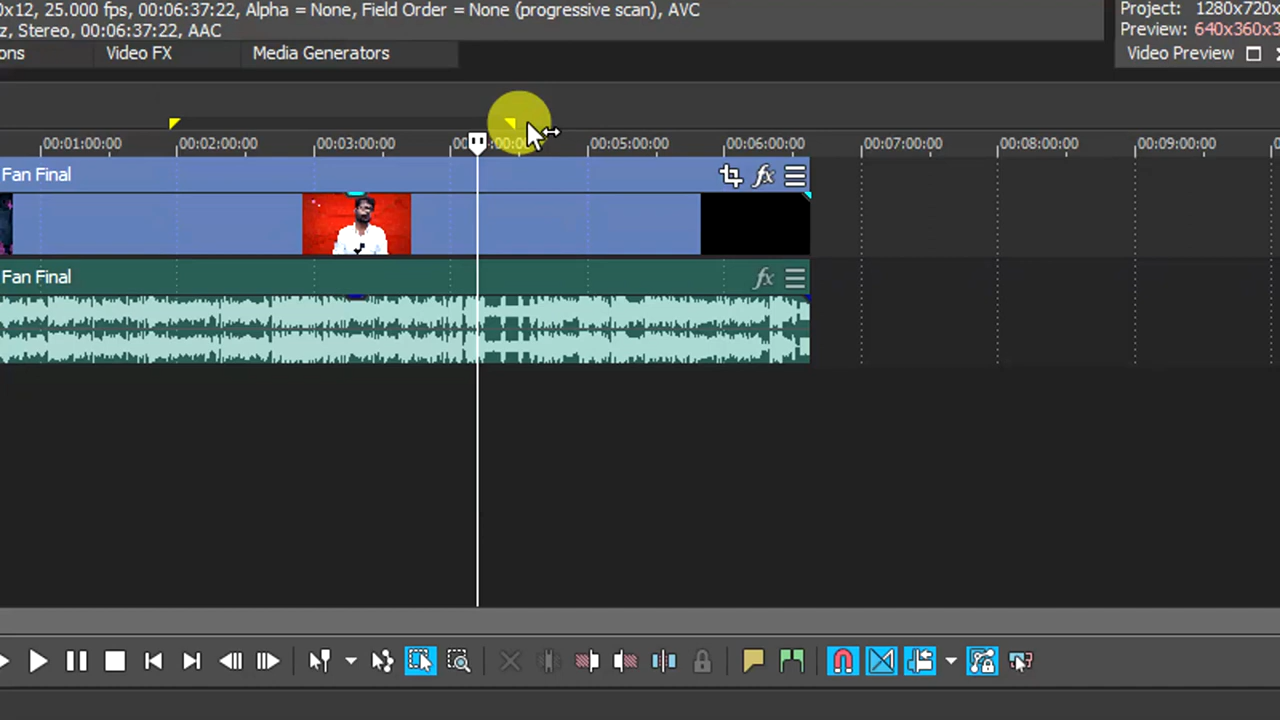 0x12, 25.000 fps, 00:06:37:22, Alpha = None, Field Order = None (progressive scan), AVC
z, Stereo, 00:06:37:22, AAC
Project: 1280x720x
Preview: 640x360x3
ons Video FX Media Generators
Video Preview
00:01:00:00 00:02:00:00 00:03:00:00 00:05:00:00 00:06:00:00 00:07:00:00 00:08:00:00 00:09:00:00
Fan Final
fx
Fan Final
fx